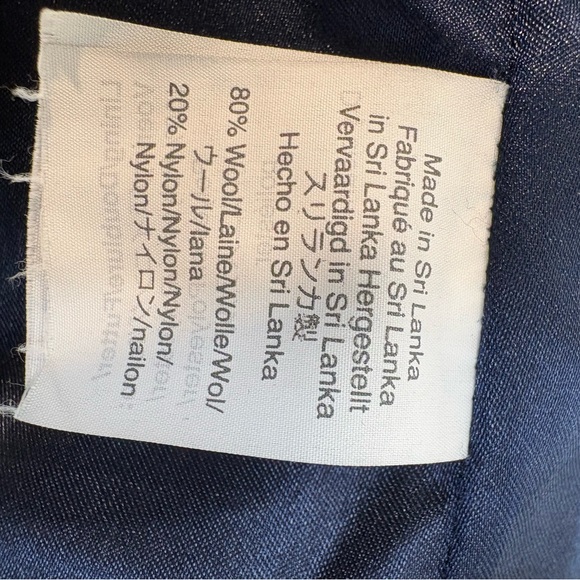 Made in Sri Lanka
Fabriqué au Sri Lanka
in Sri Lanka Hergestellt
Vervaardigd in Sri Lanka
スリランカ製
Hecho en Sri Lanka
80% Wool/Laine/Wolle/Wol/
ウール/lana
20% Nylon/Nylon/Nylon/
Nylon/ナイロン/nailon